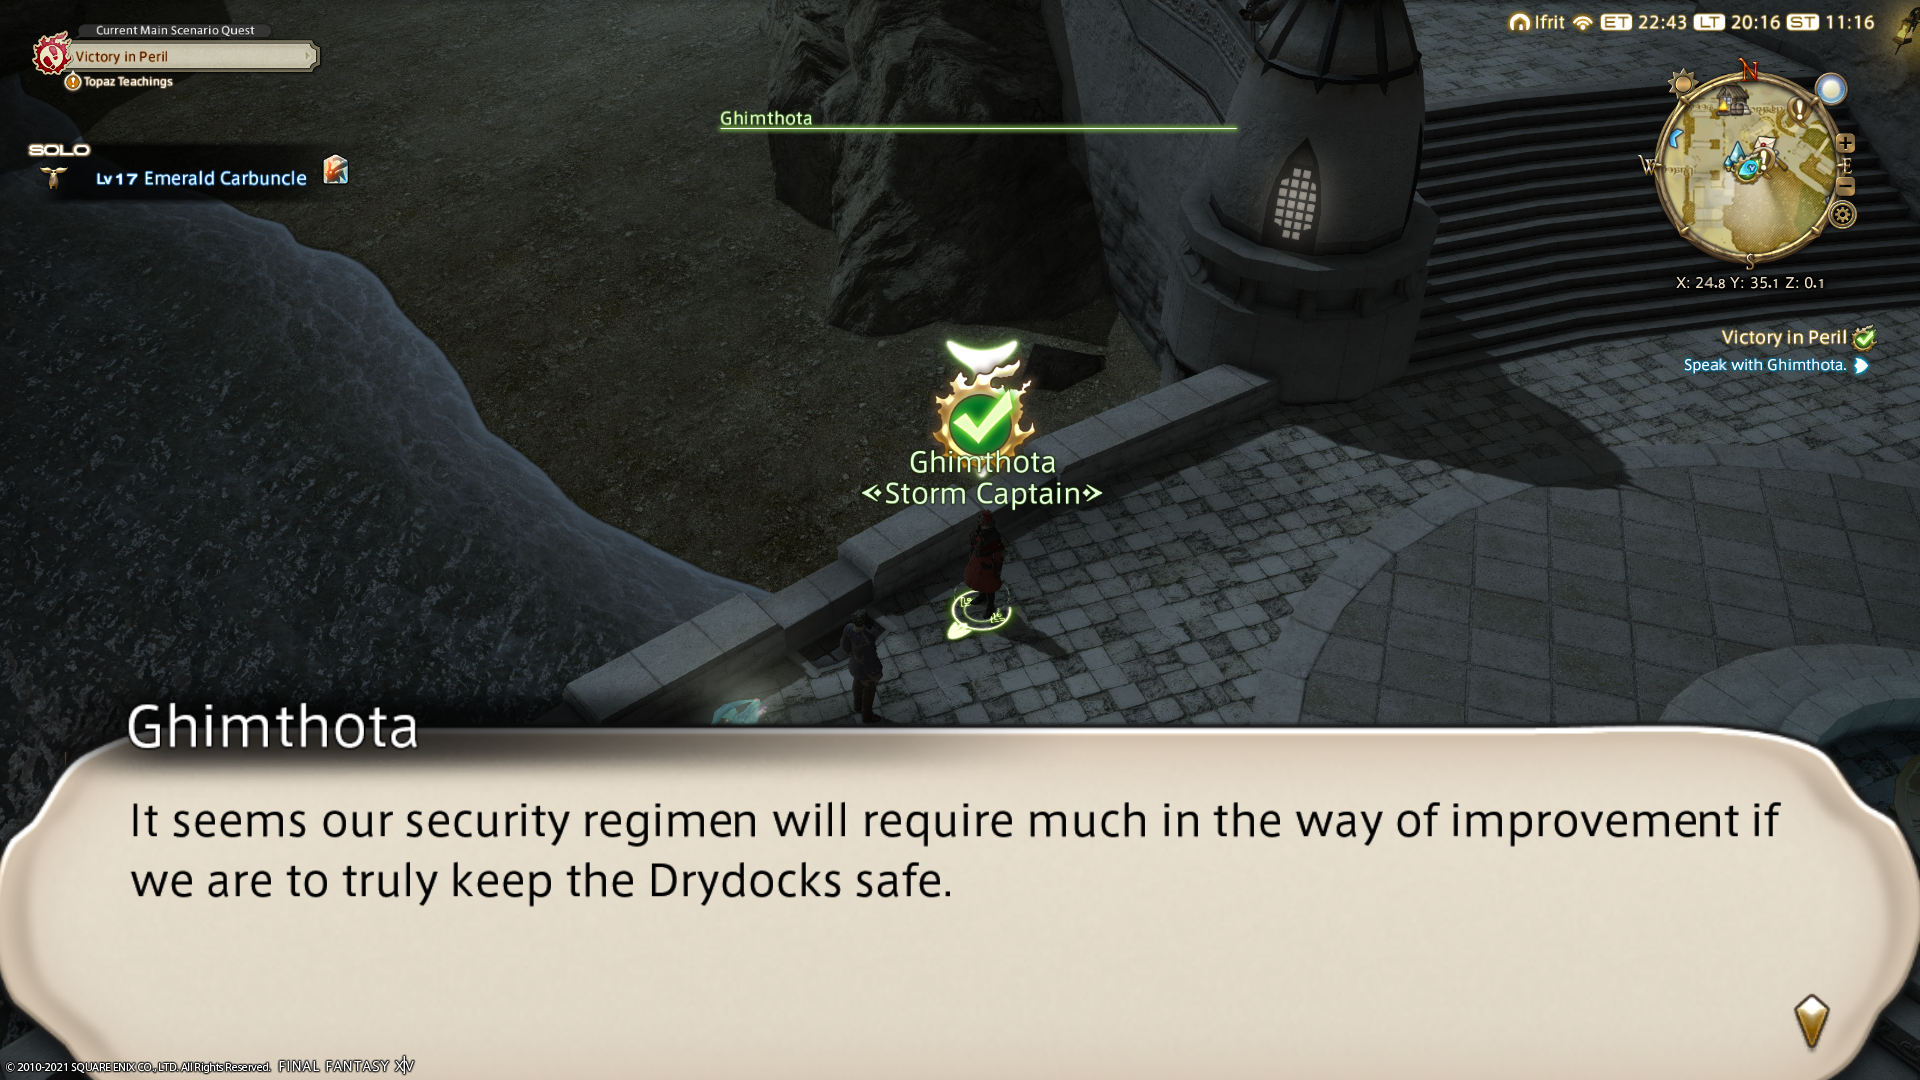 Current Main Scenario Quest
Victory in Peril
Topaz Teachings
SOLO
Lv17 Emerald Carbuncle
Ghimthota
Ifrit ET 22:43 LT 20:16 ST 11:16
N
W
E
S
X: 24.8 Y: 35.1 Z: 0.1
Victory in Peril
Speak with Ghimthota.
Ghimthota
«Storm Captain»
Ghimthota
It seems our security regimen will require much in the way of improvement if
we are to truly keep the Drydocks safe.
© 2010-2021 SQUARE ENIX CO., LTD. All Rights Reserved. FINAL FANTASY XIV